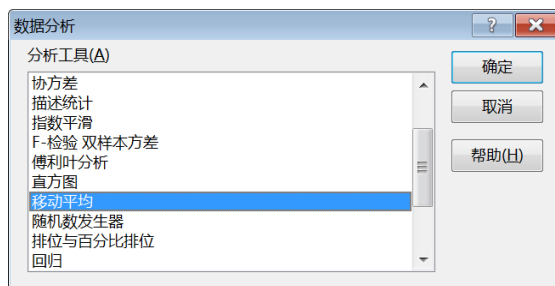 数据分析
分析工具(A)
协方差
描述统计
指数平滑
F-检验 双样本方差
傅利叶分析
直方图
移动平均
随机数发生器
排位与百分比排位
回归
确定
取消
帮助(H)